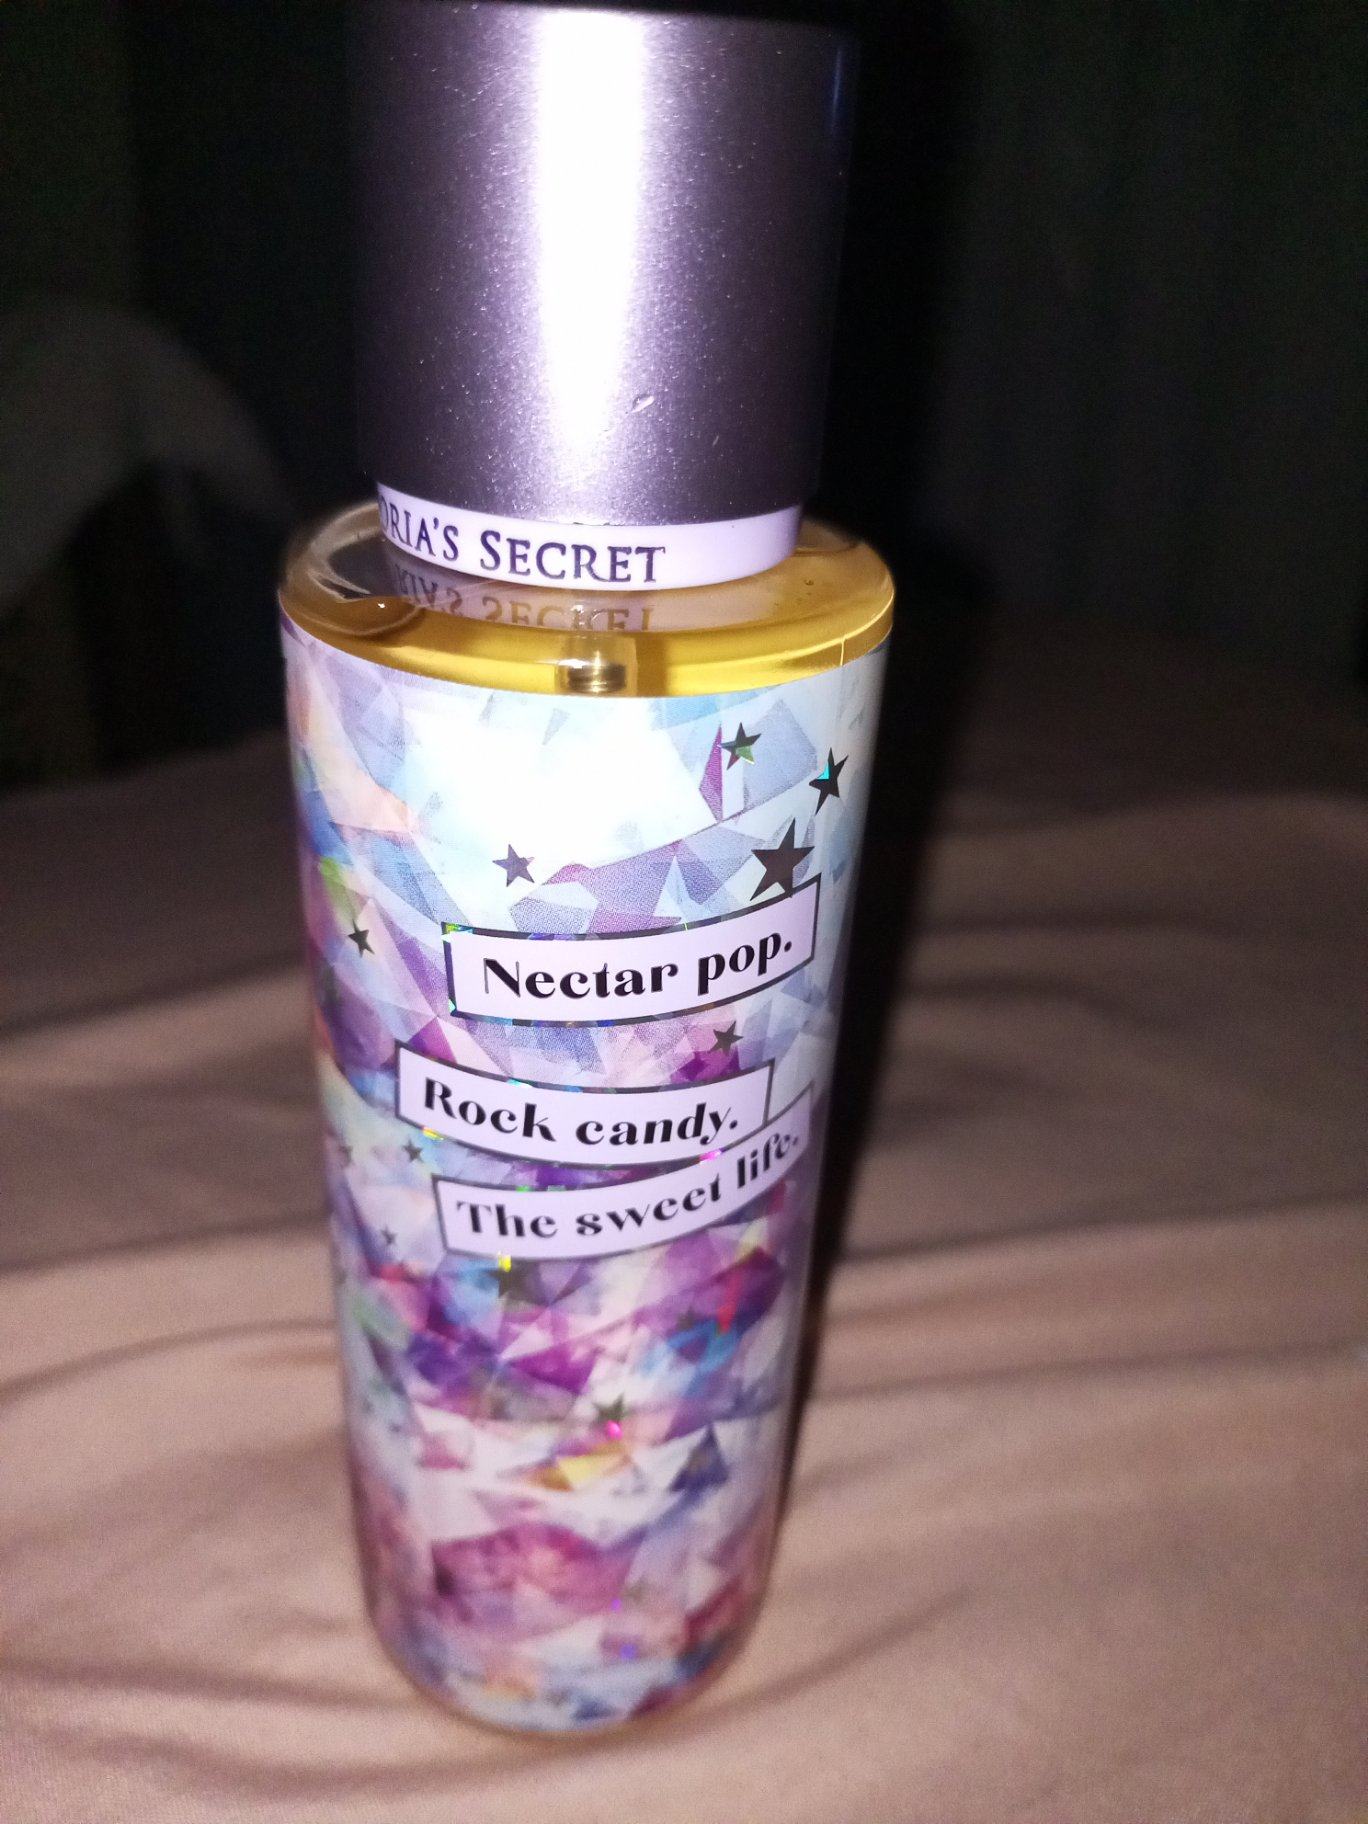 ORIA'S SECRET
Nectar pop.
Rock candy.
The sweet life.